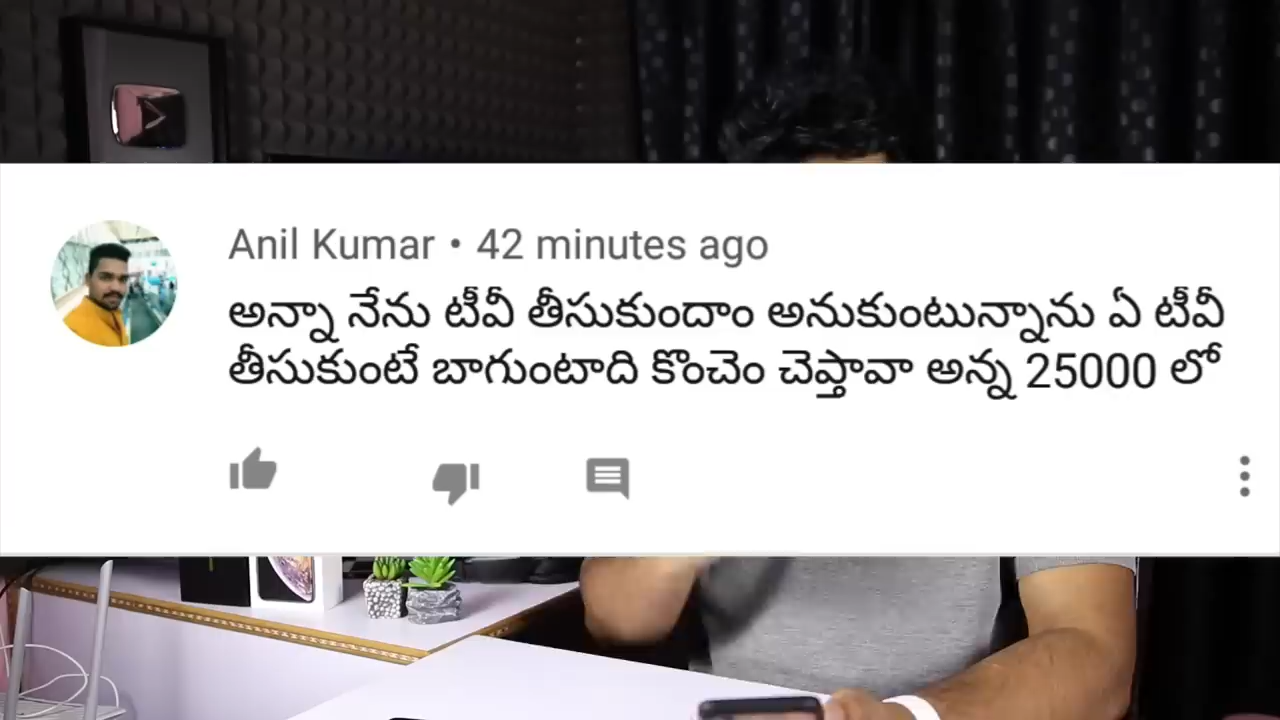 Anil Kumar • 42 minutes ago
అన్నా నేను టీవీ తీసుకుందాం అనుకుంటున్నాను ఏ టీవీ
తీసుకుంటే బాగుంటాది కొంచెం చెప్తావా అన్న 25000 లో